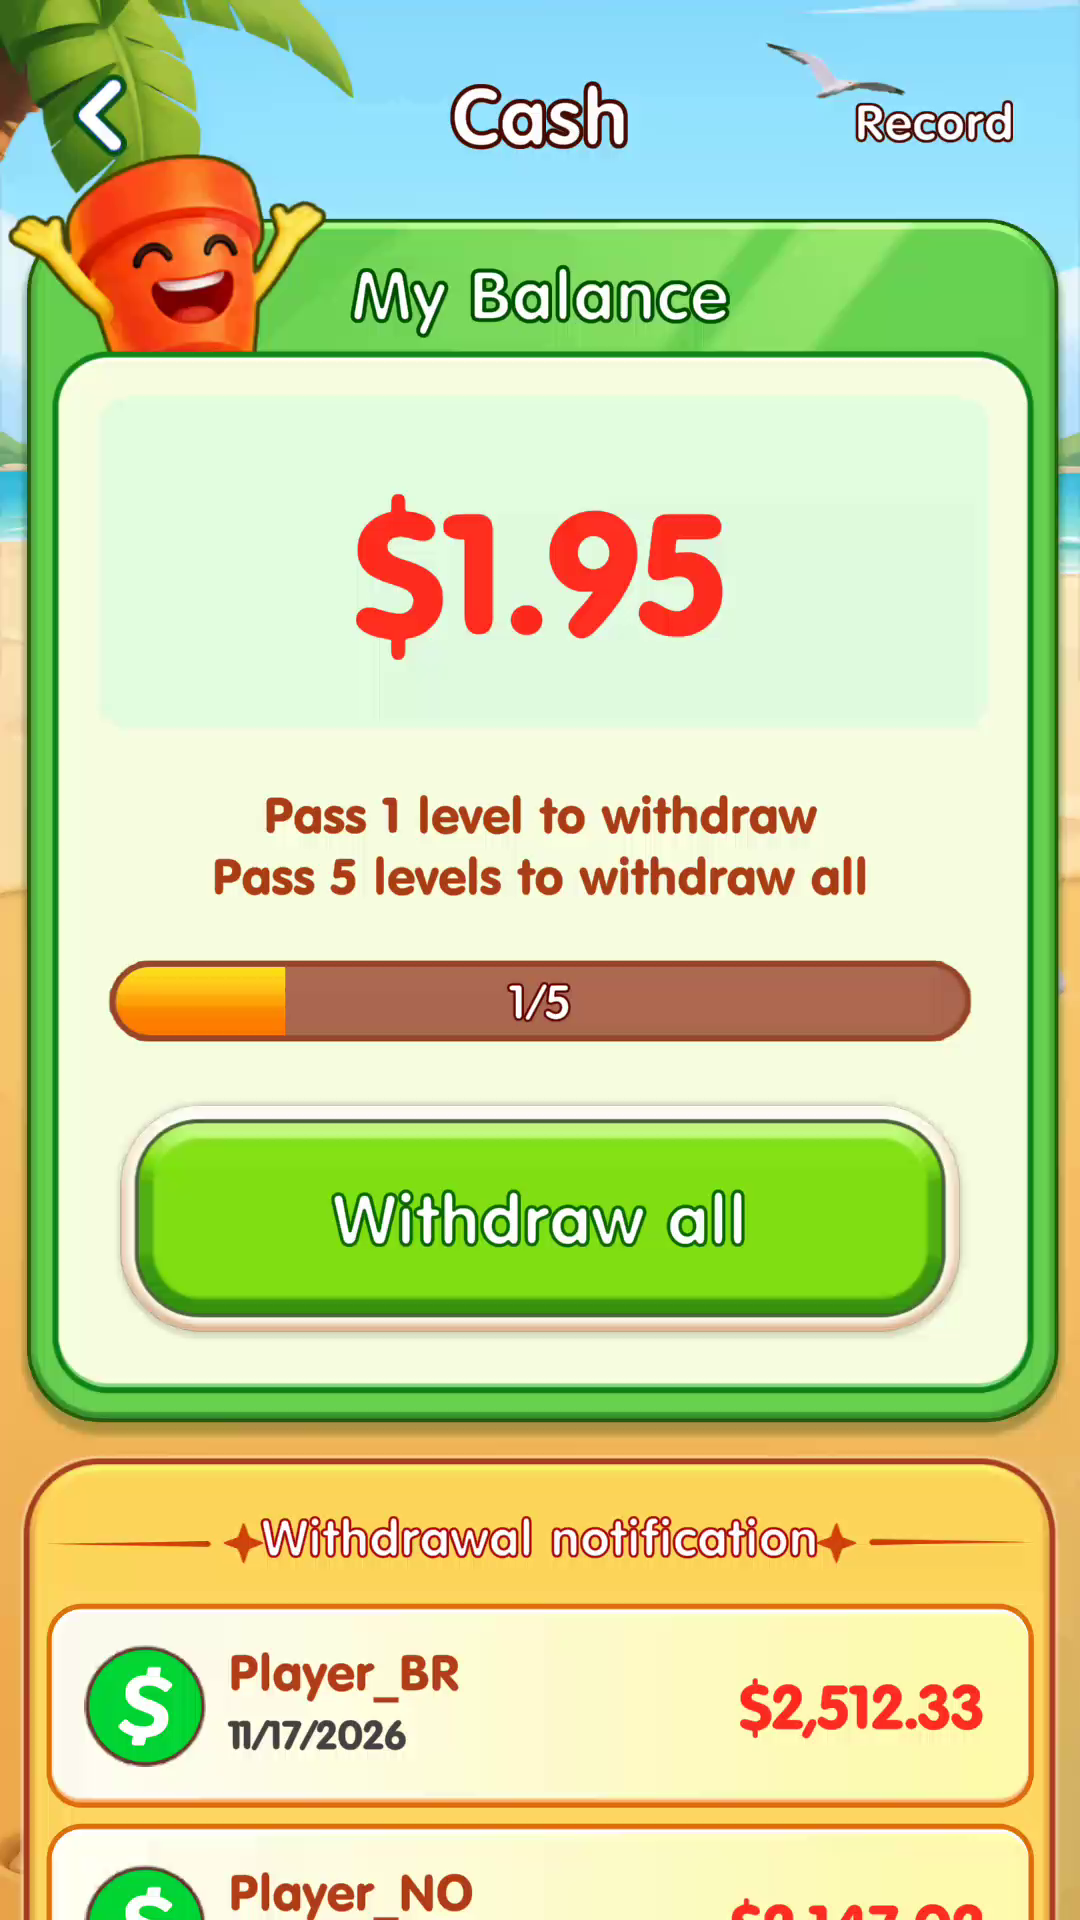 Cash
Record
My Balance
$1.95
Pass 1 level to withdraw
Pass 5 levels to withdraw all
1/5
Withdraw all
Withdrawal notification
Player_BR
11/17/2026
$2,512.33
Player_NO